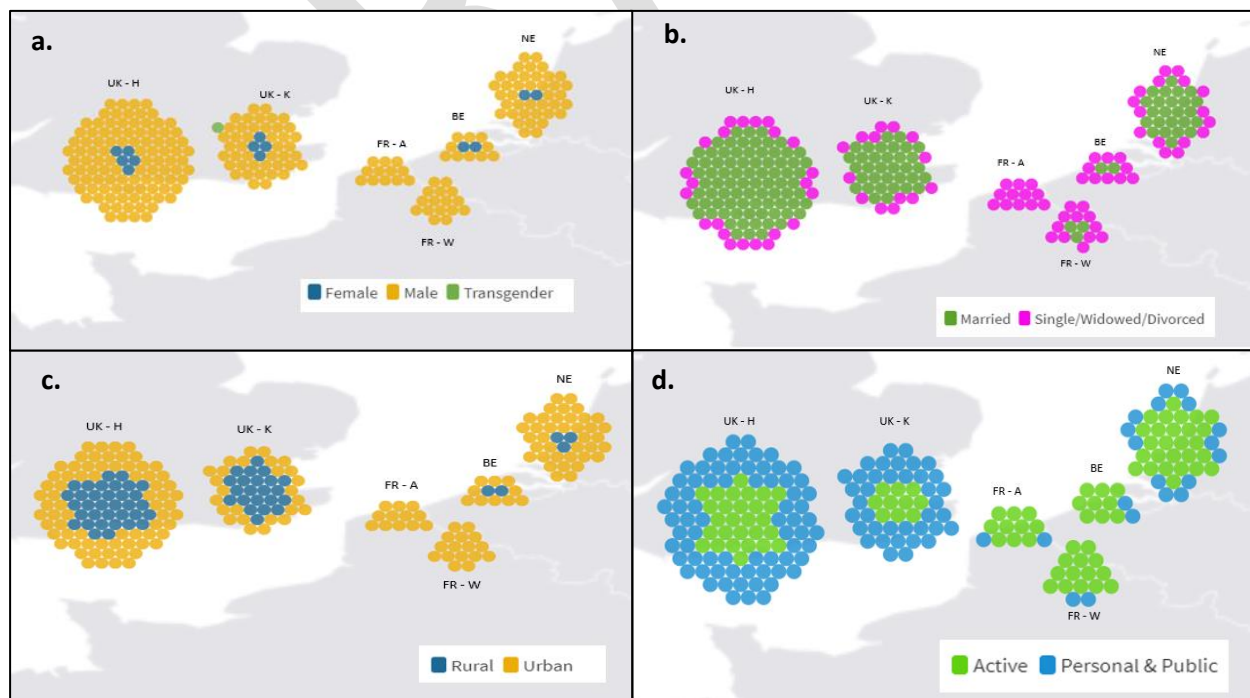 a.
UK - H
UK - K
NE
BE
FR - A
FR - W
Female Male Transgender
b.
UK - H
UK - K
NE
BE
FR - A
FR - W
Married Single/Widowed/Divorced
c.
UK - H
UK - K
NE
BE
FR - A
FR - W
Rural Urban
d.
UK - H
UK - K
NE
BE
FR - A
FR - W
Active Personal & Public